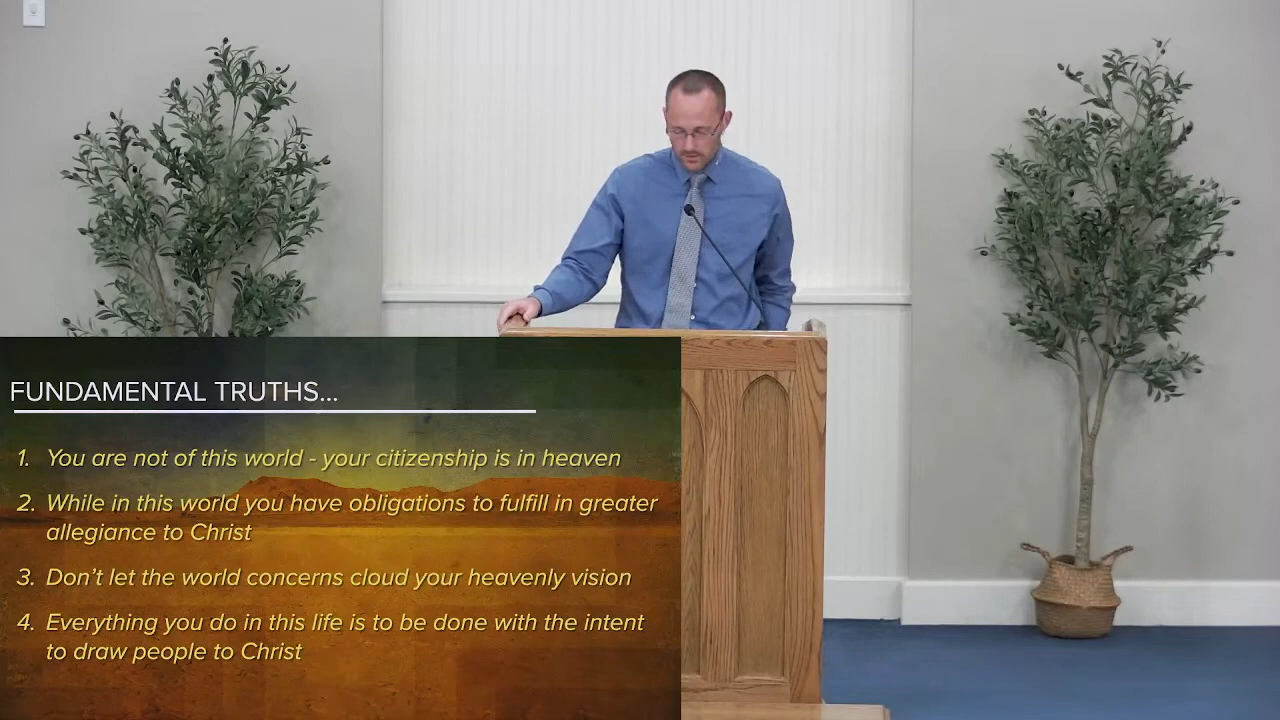 FUNDAMENTAL TRUTHS...
1. You are not of this world - your citizenship is in heaven
2. While in this world you have obligations to fulfill in greater
allegiance to Christ
3. Don't let the world concerns cloud your heavenly vision
4. Everything you do in this life is to be done with the intent
to draw people to Christ